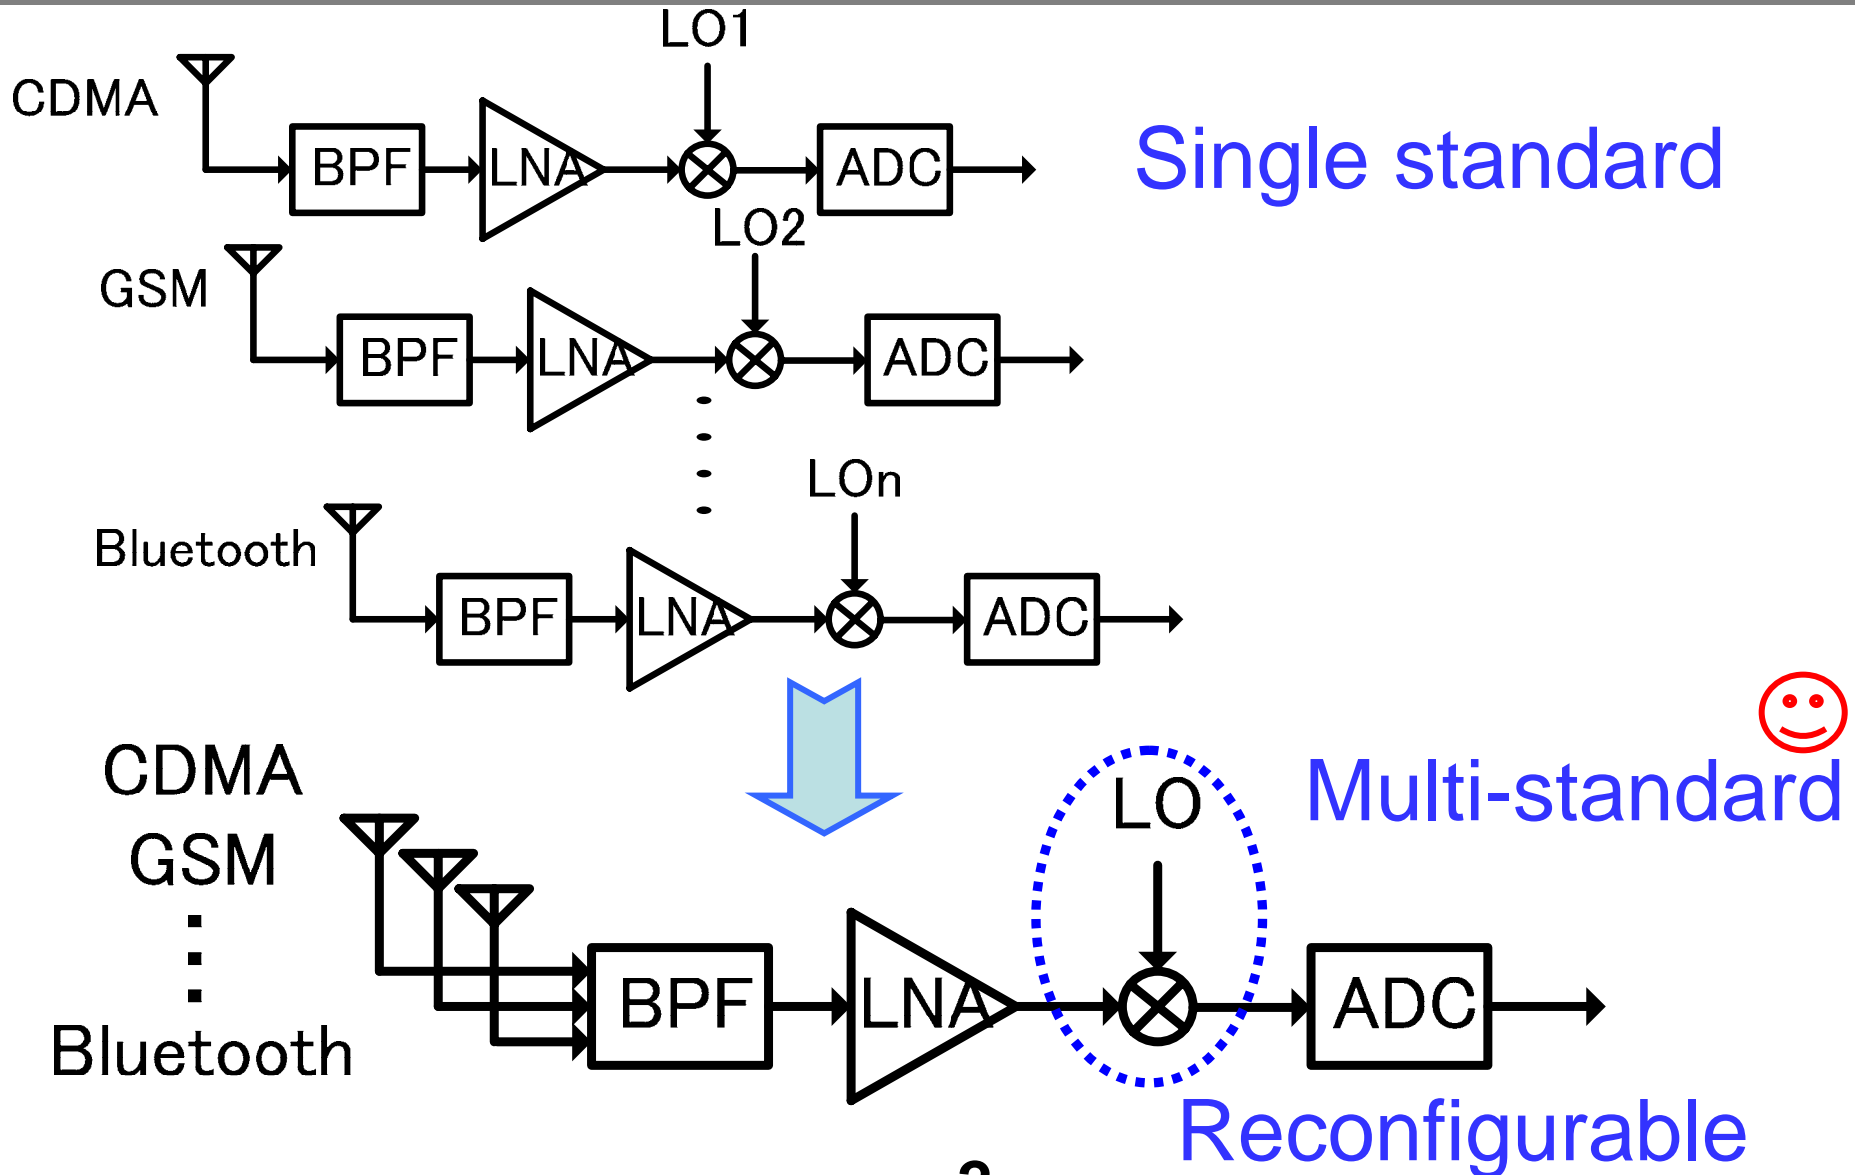 LO1
CDMA
BPF LNA ADC
Single standard
LO2
GSM
BPF LNA ADC
LOn
Bluetooth
BPF LNA ADC
CDMA
GSM
Bluetooth
LO
Multi-standard
BPF LNA ADC
Reconfigurable